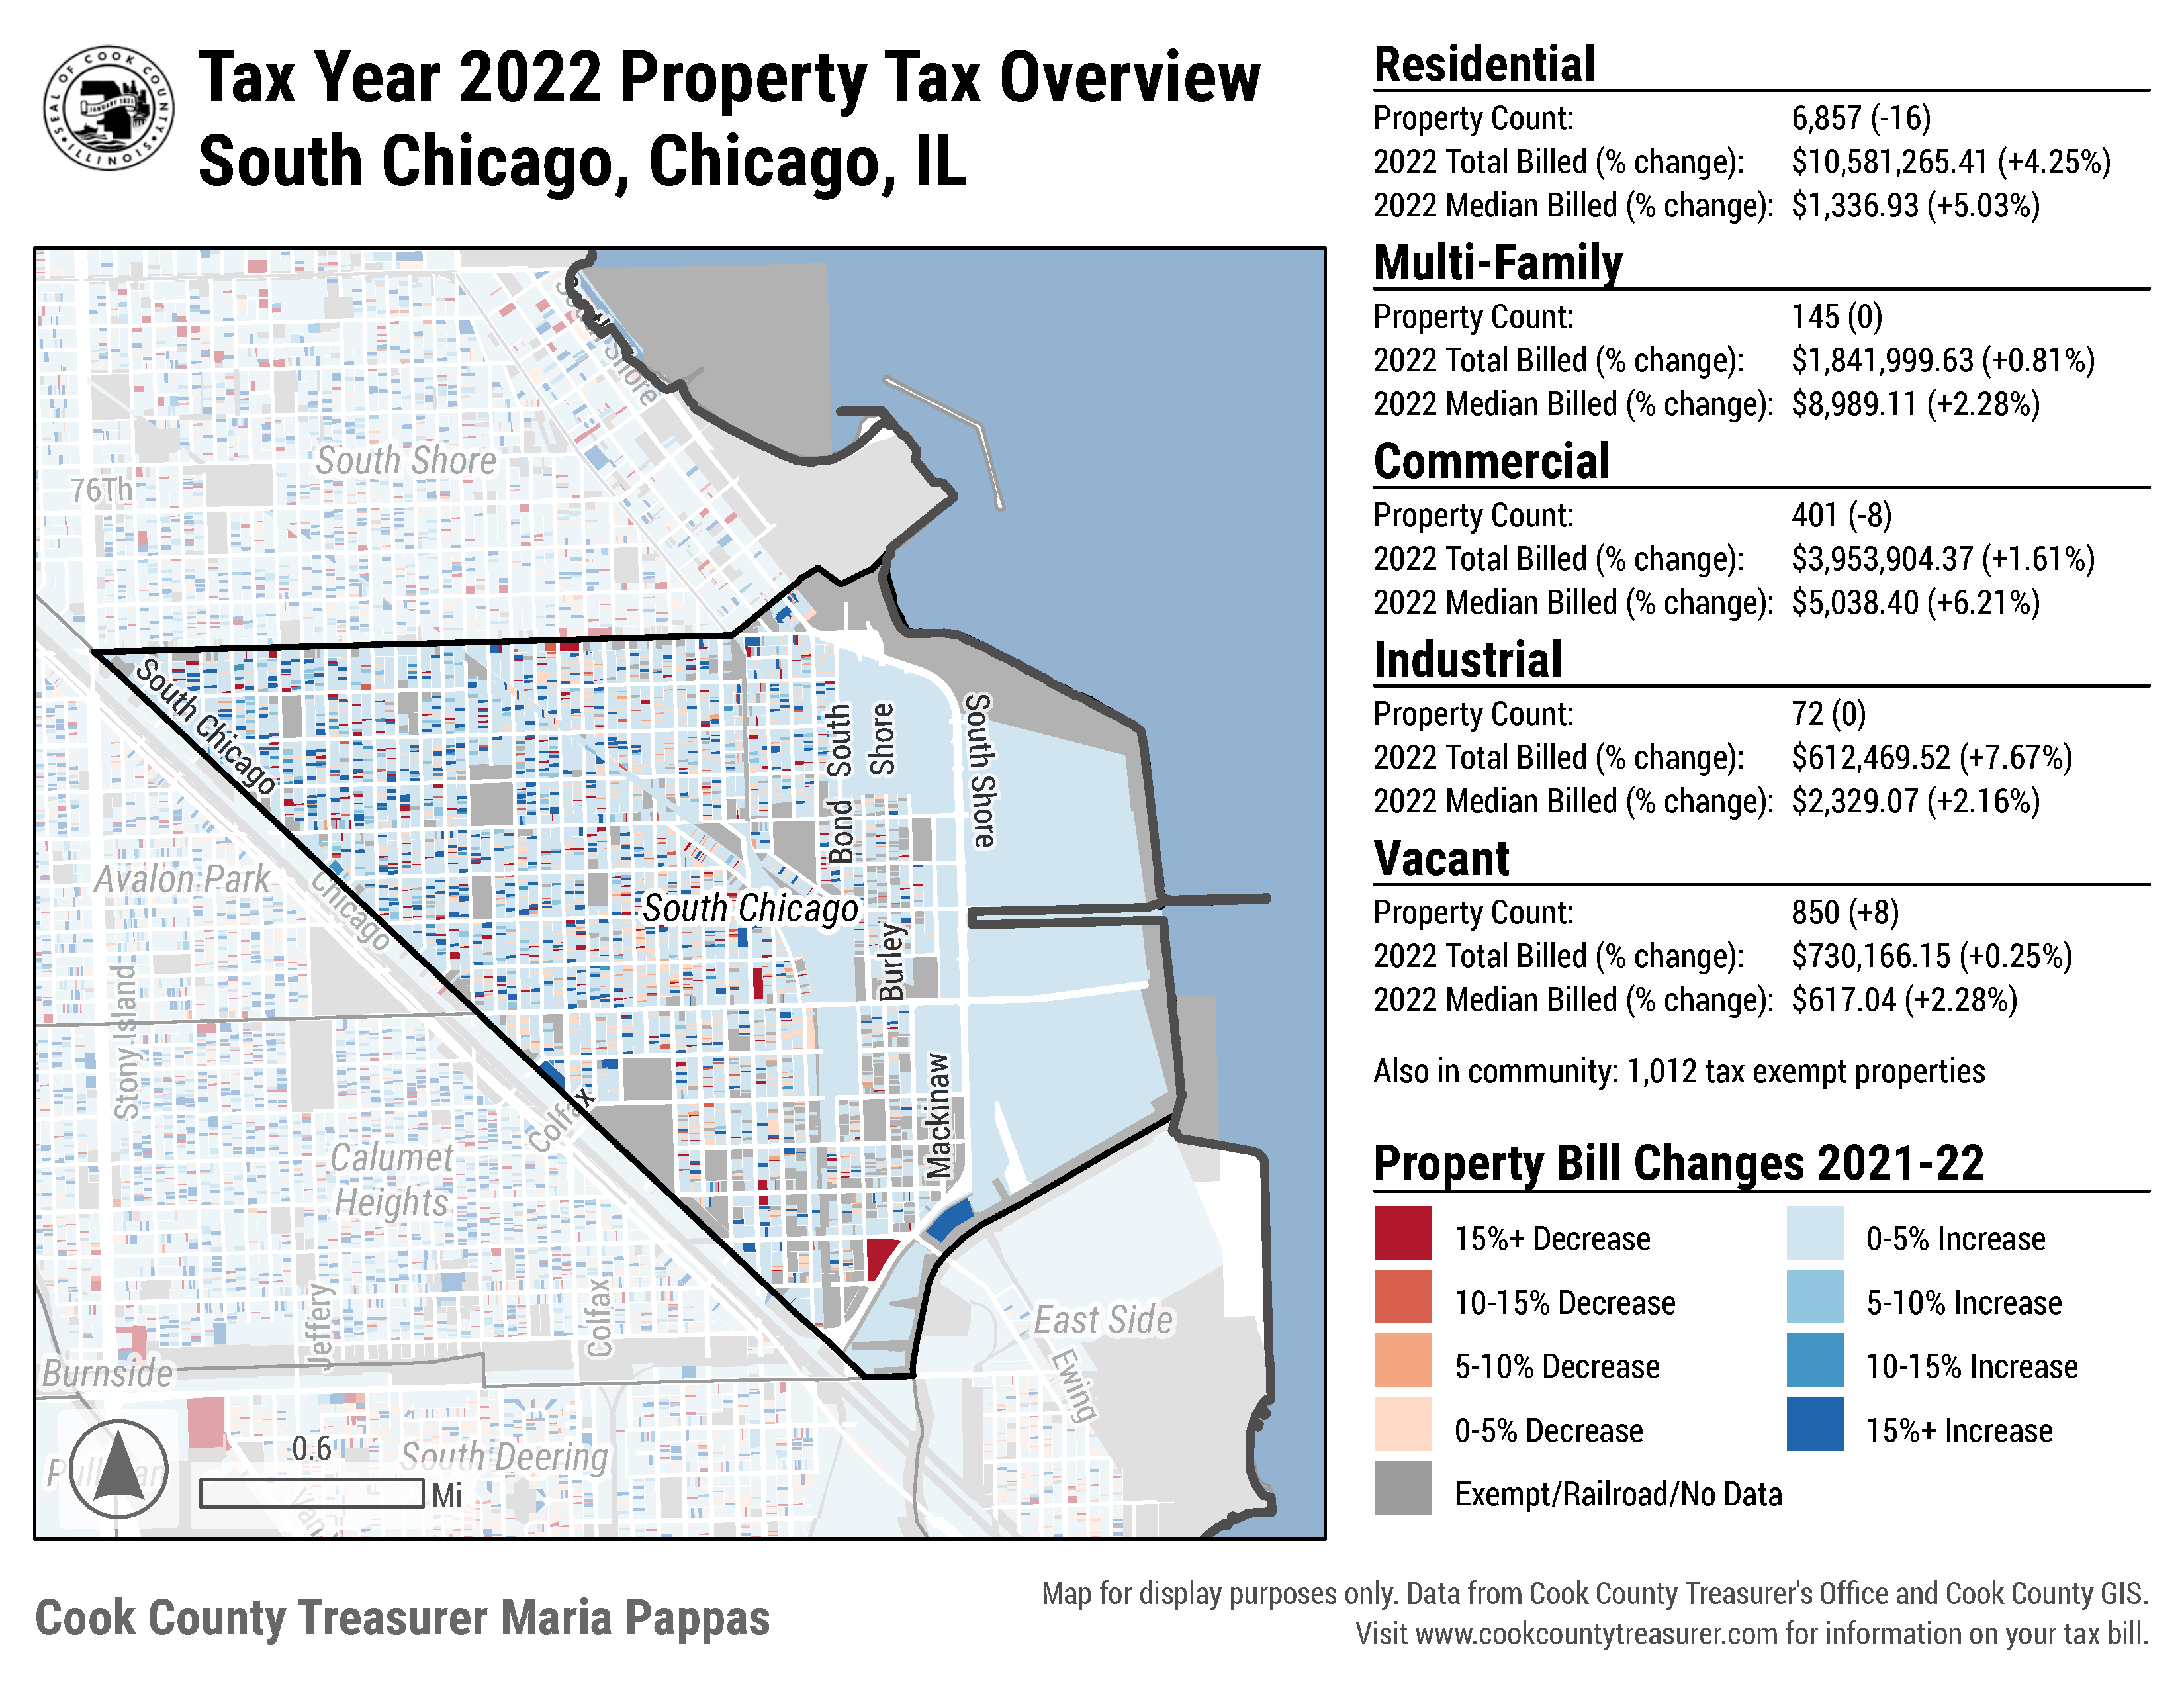 SEAL OF COOK COUNTY
ILLINOIS
JANUARY 1831
Tax Year 2022 Property Tax Overview
South Chicago, Chicago, IL
South Shore
South Shore
76Th
South Chicago
South
Shore
South Shore
Bond
Avalon Park
Chicago
South Chicago
Burley
Stony Island
Mackinaw
Colfax
Calumet
Heights
Jeffery
Colfax
East Side
Ewing
Burnside
South Deering
0.6
Mi
Residential
Property Count: 6,857 (-16)
2022 Total Billed (% change): $10,581,265.41 (+4.25%)
2022 Median Billed (% change): $1,336.93 (+5.03%)
Multi-Family
Property Count: 145 (0)
2022 Total Billed (% change): $1,841,999.63 (+0.81%)
2022 Median Billed (% change): $8,989.11 (+2.28%)
Commercial
Property Count: 401 (-8)
2022 Total Billed (% change): $3,953,904.37 (+1.61%)
2022 Median Billed (% change): $5,038.40 (+6.21%)
Industrial
Property Count: 72 (0)
2022 Total Billed (% change): $612,469.52 (+7.67%)
2022 Median Billed (% change): $2,329.07 (+2.16%)
Vacant
Property Count: 850 (+8)
2022 Total Billed (% change): $730,166.15 (+0.25%)
2022 Median Billed (% change): $617.04 (+2.28%)
Also in community: 1,012 tax exempt properties
Property Bill Changes 2021-22
15%+ Decrease
0-5% Increase
10-15% Decrease
5-10% Increase
5-10% Decrease
10-15% Increase
0-5% Decrease
15%+ Increase
Exempt/Railroad/No Data
Cook County Treasurer Maria Pappas
Map for display purposes only. Data from Cook County Treasurer's Office and Cook County GIS.
Visit www.cookcountytreasurer.com for information on your tax bill.